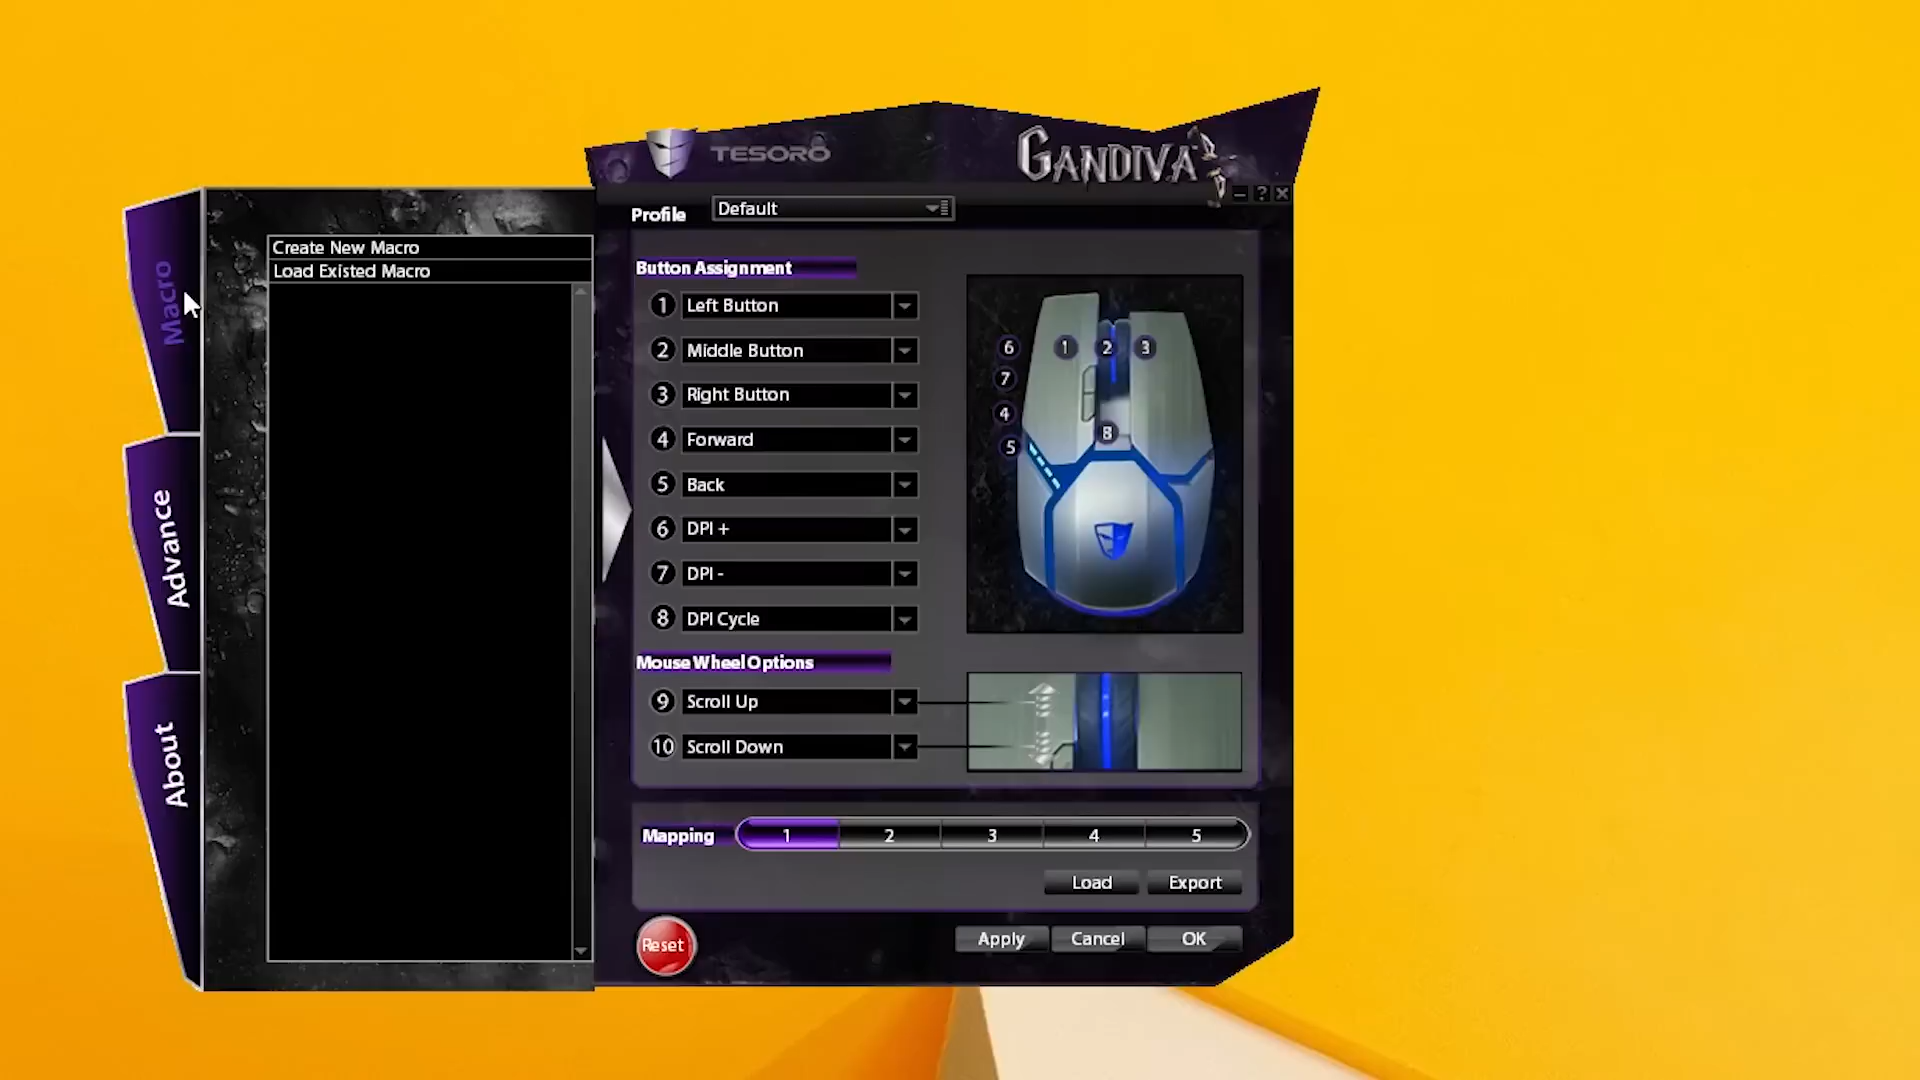 TESORO
GANDIVA
Profile
Default
Macro
Advance
About
Create New Macro
Load Existed Macro
Button Assignment
1 Left Button
2 Middle Button
3 Right Button
4 Forward
5 Back
6 DPI +
7 DPI -
8 DPI Cycle
6 1 2 3
7
4
8
5
Mouse Wheel Options
9 Scroll Up
10 Scroll Down
Mapping 1 2 3 4 5
Load Export
Reset
Apply Cancel OK